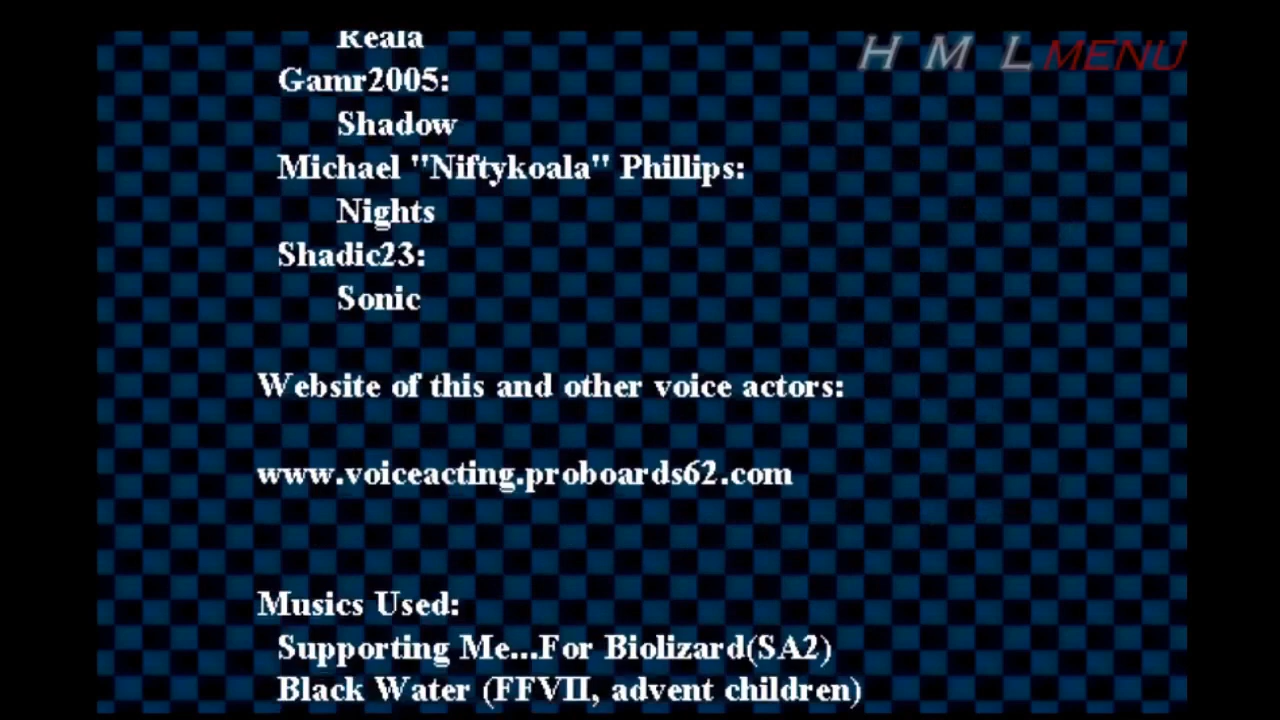 H M L MENU
Reala
Gamr2005:
Shadow
Michael "Niftykoala" Phillips:
Nights
Shadic23:
Sonic
Website of this and other voice actors:
www.voiceacting.proboards62.com
Musics Used:
Supporting Me...For Biolizard(SA2)
Black Water (FFVII, advent children)